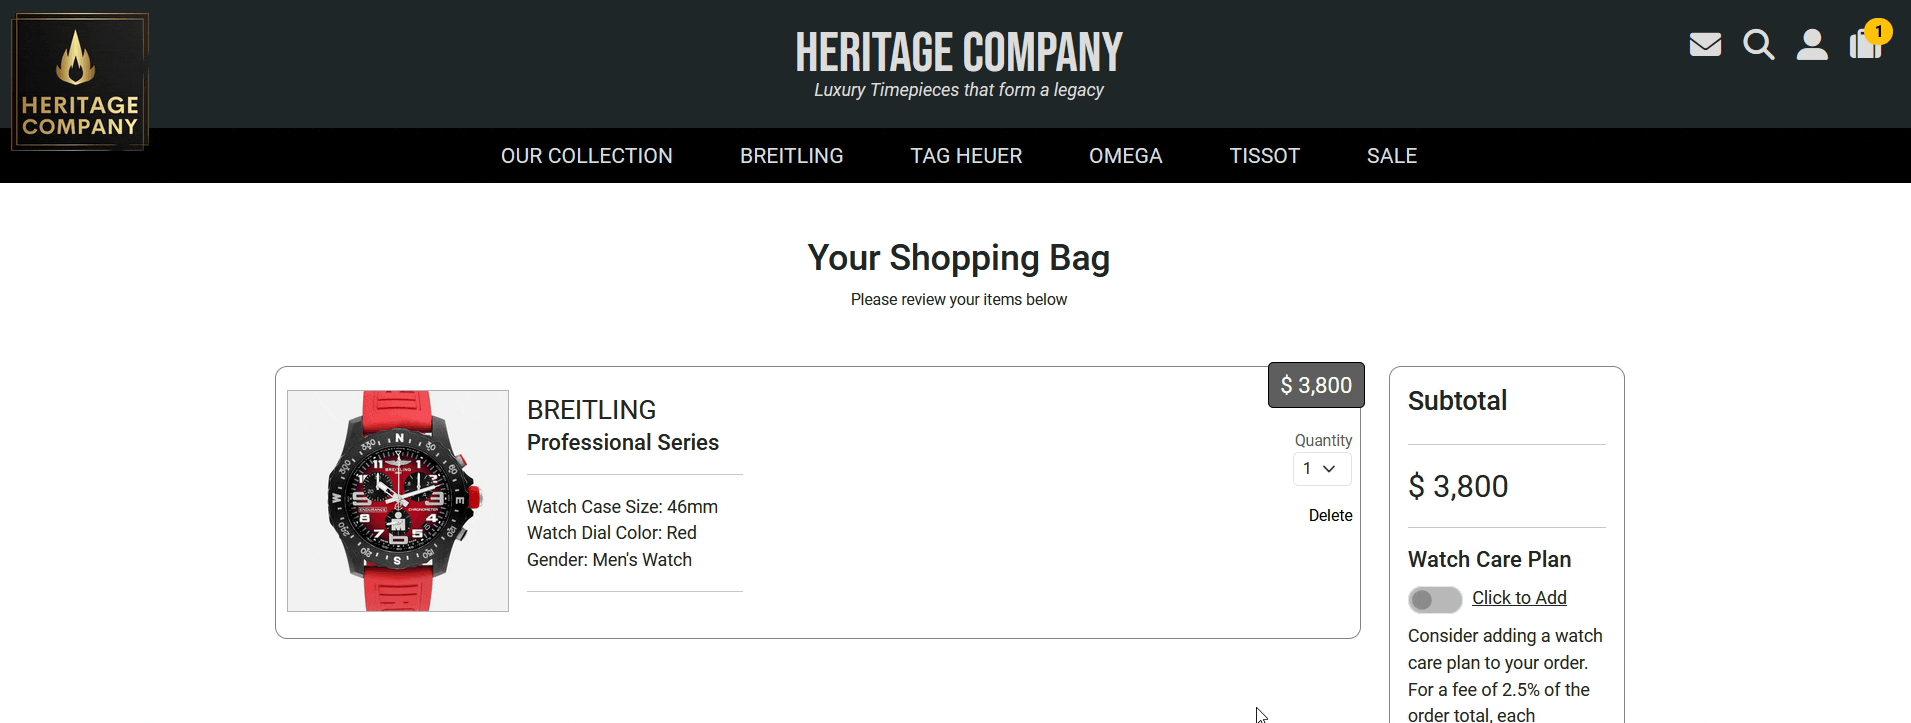 HERITAGE
COMPANY
HERITAGE COMPANY
Luxury Timepieces that form a legacy
1
OUR COLLECTION
BREITLING
TAG HEUER
OMEGA
TISSOT
SALE
Your Shopping Bag
Please review your items below
BREITLING
Professional Series
Watch Case Size: 46mm
Watch Dial Color: Red
Gender: Men's Watch
$ 3,800
Quantity
1
Delete
Subtotal
$ 3,800
Watch Care Plan
Click to Add
Consider adding a watch
care plan to your order.
For a fee of 2.5% of the
order total, each